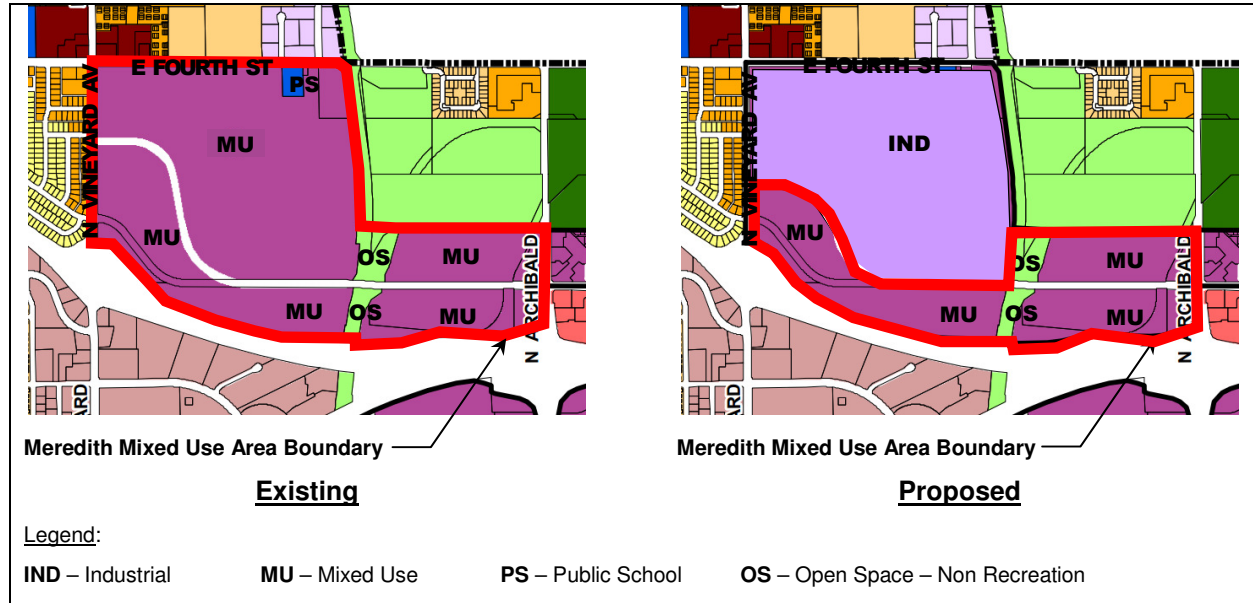 E FOURTH ST
PS
N VINEYARD AV
MU
MU
OS
MU
MU
OS
MU
N ARCHIBALD
ARD
Meredith Mixed Use Area Boundary
Existing
E FOURTH ST
N VINEYARD AV
IND
MU
OS
MU
MU
OS
MU
N ARCHIBALD
ARD
Meredith Mixed Use Area Boundary
Proposed
Legend:
IND – Industrial MU – Mixed Use PS – Public School OS – Open Space – Non Recreation